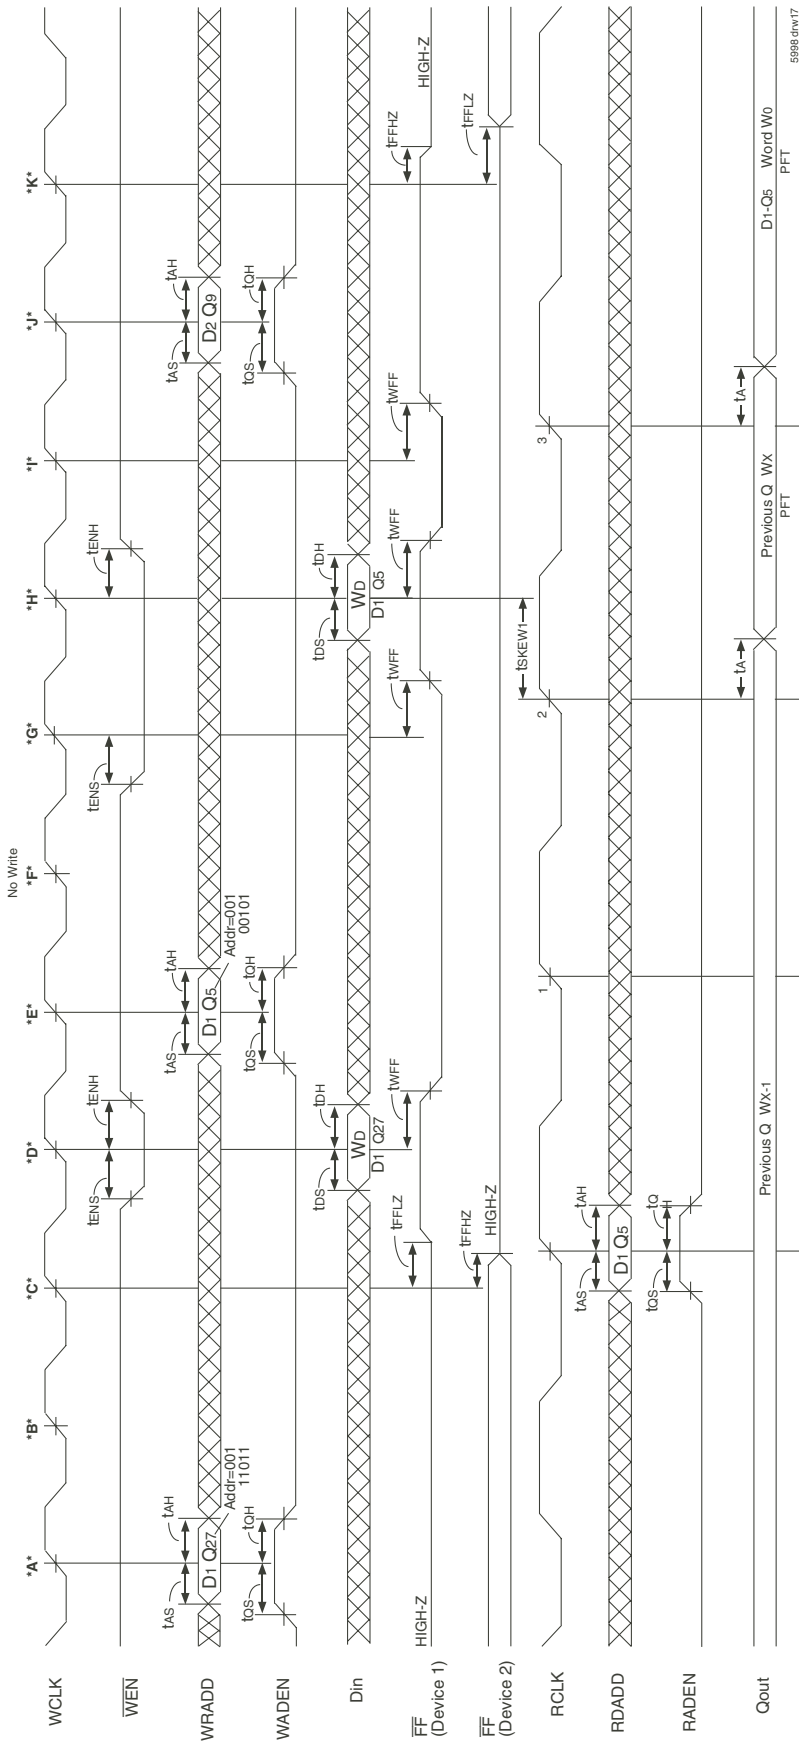 No Write
*A*
*B*
*C*
*D*
*E*
*F*
*G*
*H*
*I*
*J*
*K*
WCLK
WEN
tENS
tENH
tENS
tENH
WRADD
tAS
tAH
D1 Q27
Addr=001
11011
tAS
tAH
D1 Q5
Addr=001
00101
tAS
tAH
D2 Q9
WADEN
tQS
tQH
tQS
tQH
tQS
tQH
Din
tDS
tDH
WD
D1 Q27
tDS
tDH
WD
D1 Q5
FF
(Device 1)
HIGH-Z
tFFLZ
tWFF
tWFF
tWFF
tWFF
tFFHZ
HIGH-Z
FF
(Device 2)
tFFHZ
HIGH-Z
tFFLZ
tSKEW1
RCLK
1
2
3
RDADD
tAS
tAH
D1 Q5
RADEN
tQS
tQ
H
Qout
Previous Q WX-1
tA
Previous Q WX
PFT
tA
D1-Q5 Word W0
PFT
5998 drw17